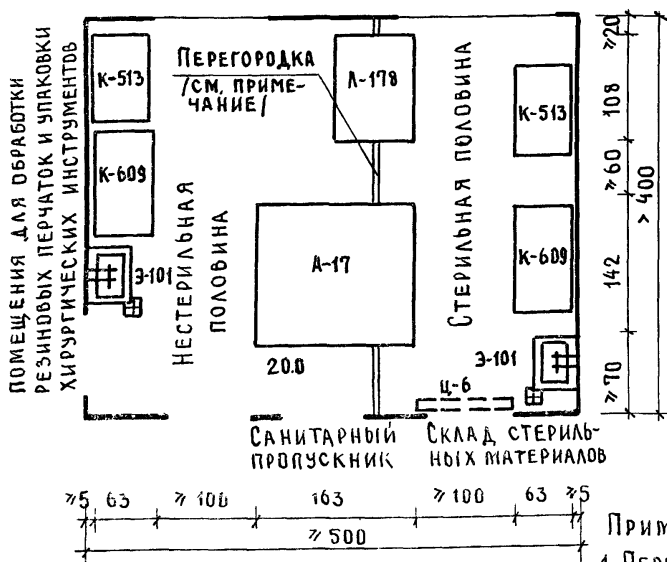 ПОМЕЩЕНИЯ ДЛЯ ОБРАБОТКИ
РЕЗИНОВЫХ ПЕРЧАТОК И УПАКОВКИ
ХИРУРГИЧЕСКИХ ИНСТРУМЕНТОВ
К-513
К-609
Э-101
НЕСТЕРИЛЬНАЯ
ПОЛОВИНА
ПЕРЕГОРОДКА
/СМ. ПРИМЕ-
ЧАНИЕ/
Л-178
А-17
20.0
СТЕРИЛЬНАЯ ПОЛОВИНА
К-513
К-609
Э-101
Ц-6
САНИТАРНЫЙ
ПРОПУСКНИК
СКЛАД СТЕРИЛЬ-
НЫХ МАТЕРИАЛОВ
⩾20
108
⩾60
142
⩾70
> 400
⩾5 63 ⩾100 163 ⩾100 63 ⩾5
⩾500
ПРИМ
1. ПЕР